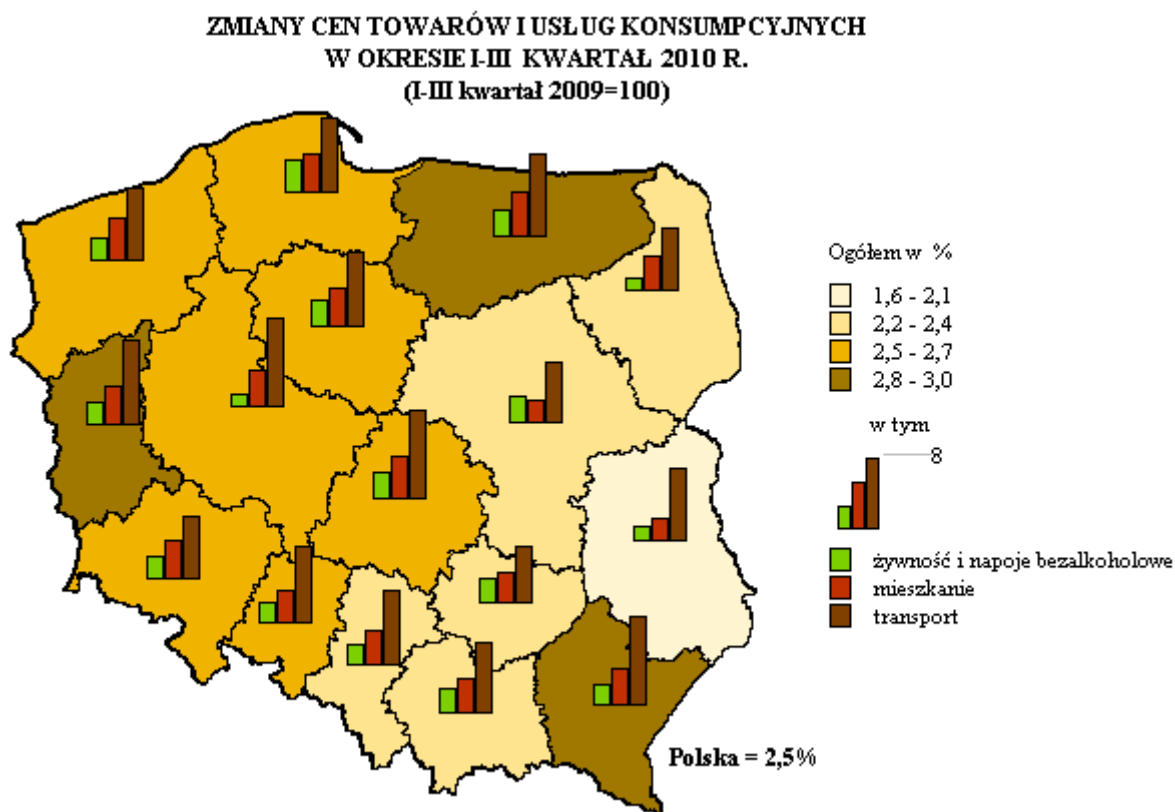 ZMIANY CEN TOWARÓW I USŁUG KONSUMPCYJNYCH
W OKRESIE I-III KWARTAŁ 2010 R.
(I-III kwartał 2009=100)
Ogółem w %
1,6 - 2,1
2,2 - 2,4
2,5 - 2,7
2,8 - 3,0
w tym
8
żywność i napoje bezalkoholowe
mieszkanie
transport
Polska = 2,5%